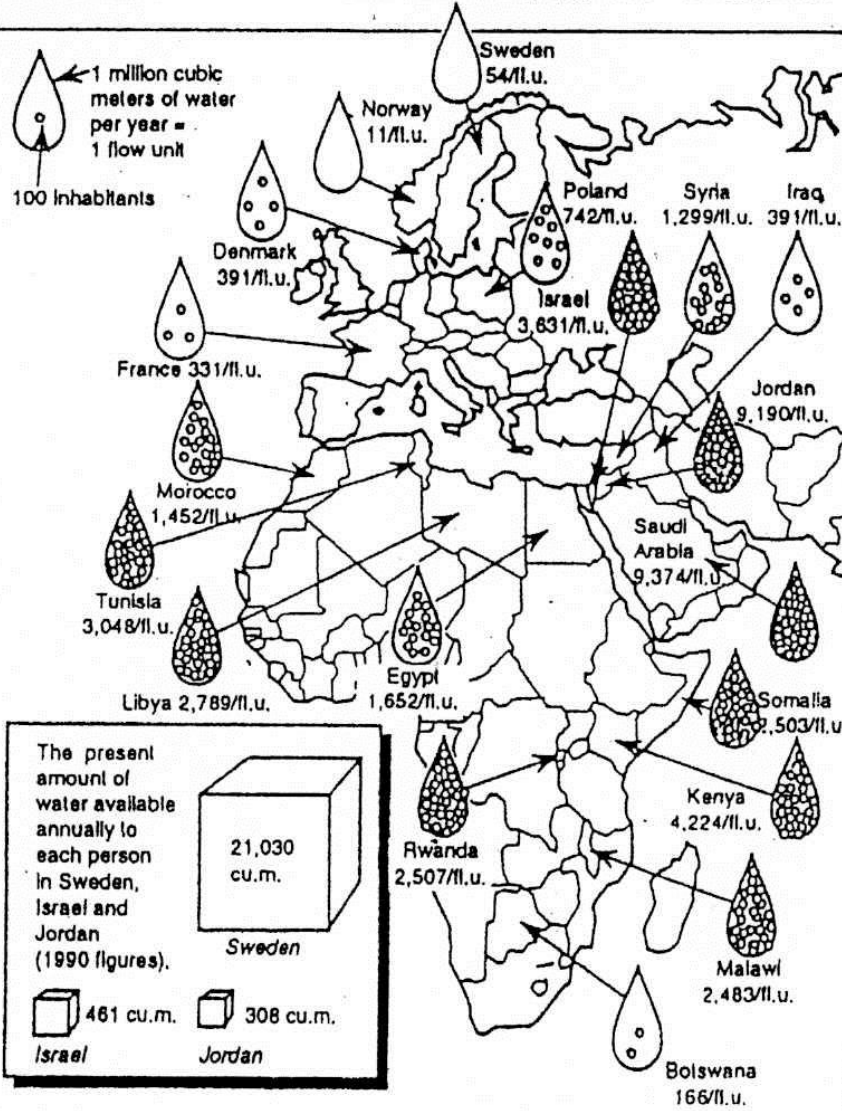 1 million cubic
meters of water
per year =
1 flow unit
100 Inhabitants
Sweden
54/fl.u.
Norway
11/fl.u.
Denmark
391/fl.u.
Poland
742/fl.u.
Syria
1,299/fl.u.
Iraq
391/fl.u.
Israel
3,631/fl.u.
France 331/fl.u.
Jordan
9,190/fl.u.
Morocco
1,452/fl.u.
Saudi
Arabia
9,374/fl.u.
Tunisia
3,048/fl.u.
Libya 2,789/fl.u.
Egypt
1,652/fl.u.
Somalia
,503/fl.u
Kenya
4,224/fl.u.
Rwanda
2,507/fl.u.
Malawi
2,483/fl.u.
Botswana
166/fl.u.
The present
amount of
water available
annually to
each person
in Sweden,
Israel and
Jordan
(1990 figures).
21,030
cu.m.
Sweden
461 cu.m.
Israel
308 cu.m.
Jordan